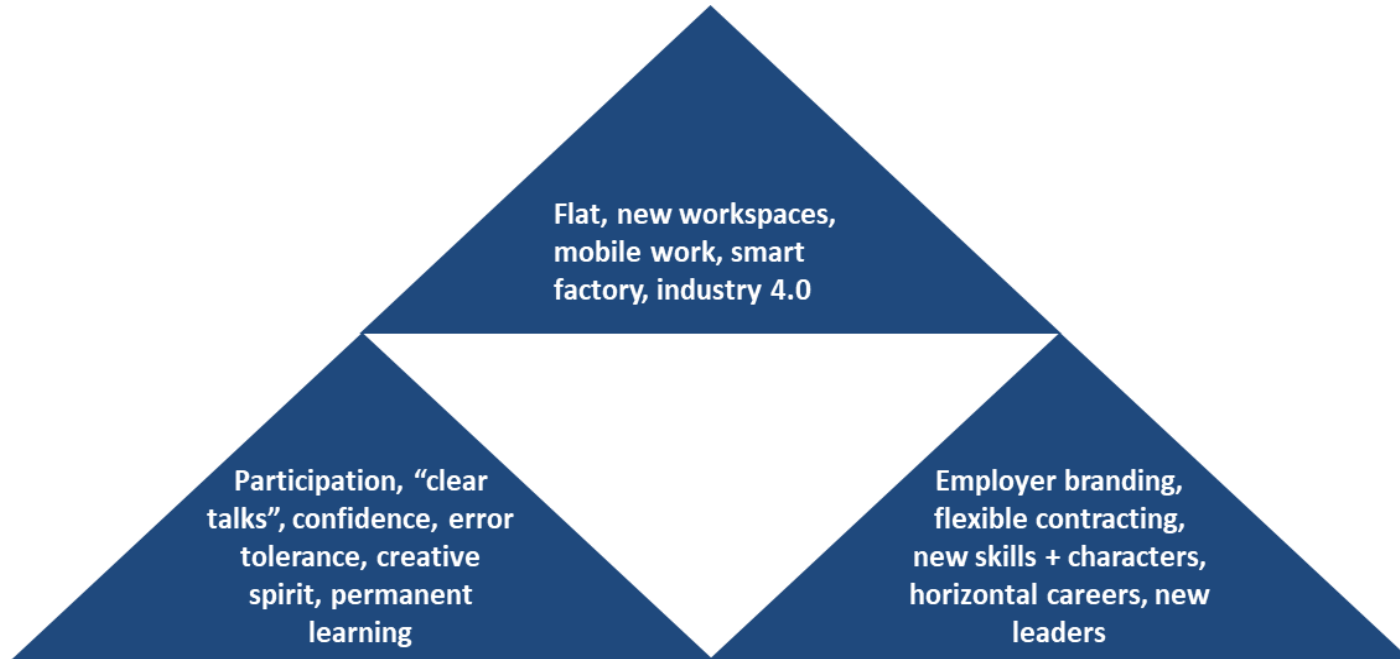 Flat, new workspaces,
mobile work, smart
factory, industry 4.0
Participation, “clear
talks”, confidence, error
tolerance, creative
spirit, permanent
learning
Employer branding,
flexible contracting,
new skills + characters,
horizontal careers, new
leaders